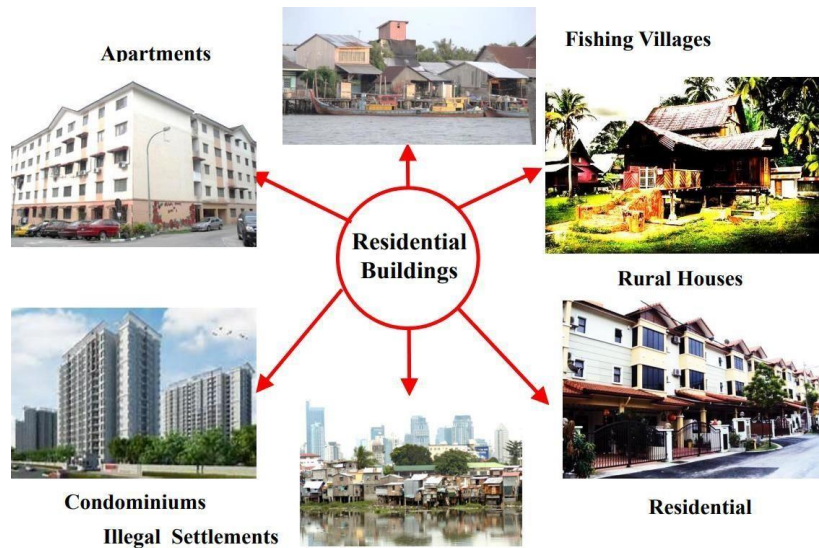 Fishing Villages
Apartments
Residential
Buildings
Rural Houses
Condominiums
Residential
Illegal Settlements